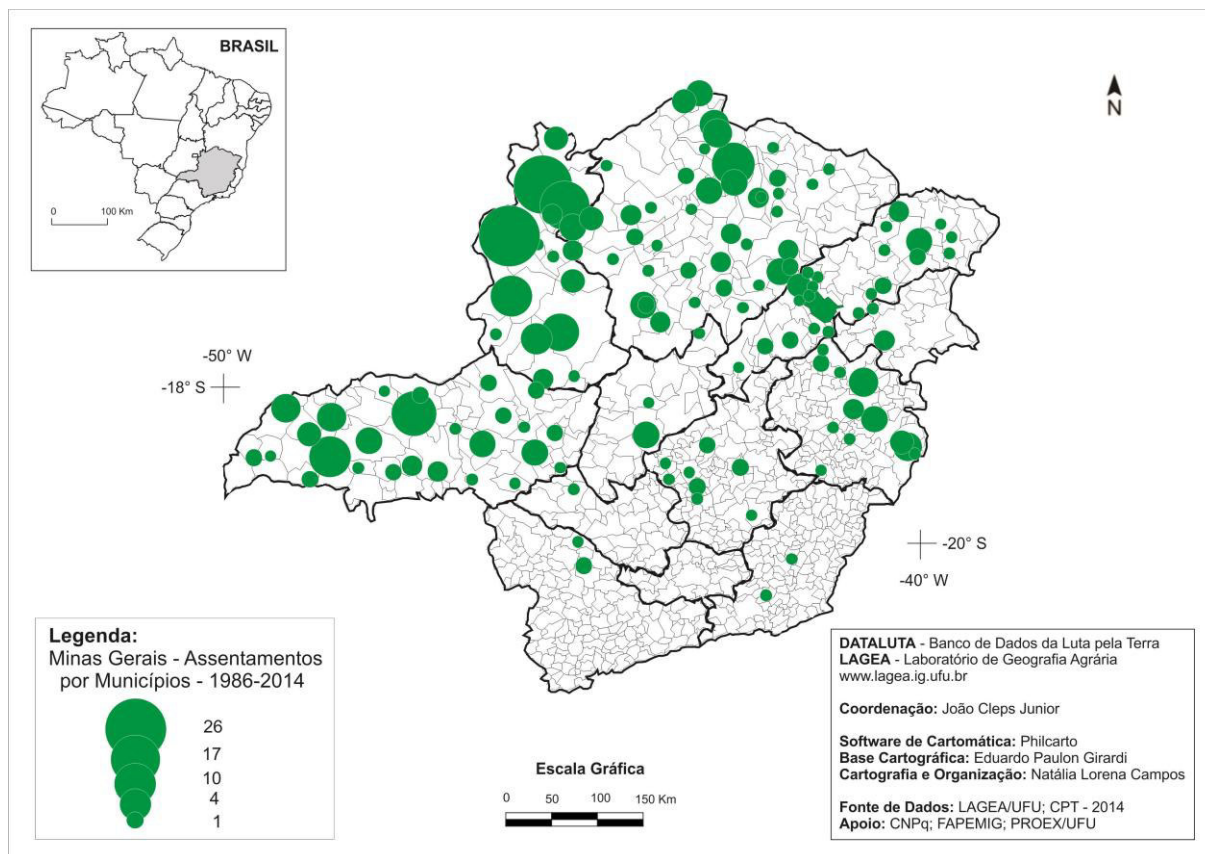 BRASIL
0 100 Km
N
-50° W
-18° S
-20° S
-40° W
Legenda:
Minas Gerais - Assentamentos
por Municípios - 1986-2014
26
17
10
4
1
Escala Gráfica
0 50 100 150 Km
DATALUTA - Banco de Dados da Luta pela Terra
LAGEA - Laboratório de Geografia Agrária
www.lagea.ig.ufu.br
Coordenação: João Cleps Junior
Software de Cartomática: Philcarto
Base Cartográfica: Eduardo Paulon Girardi
Cartografia e Organização: Natália Lorena Campos
Fonte de Dados: LAGEA/UFU; CPT - 2014
Apoio: CNPq; FAPEMIG; PROEX/UFU